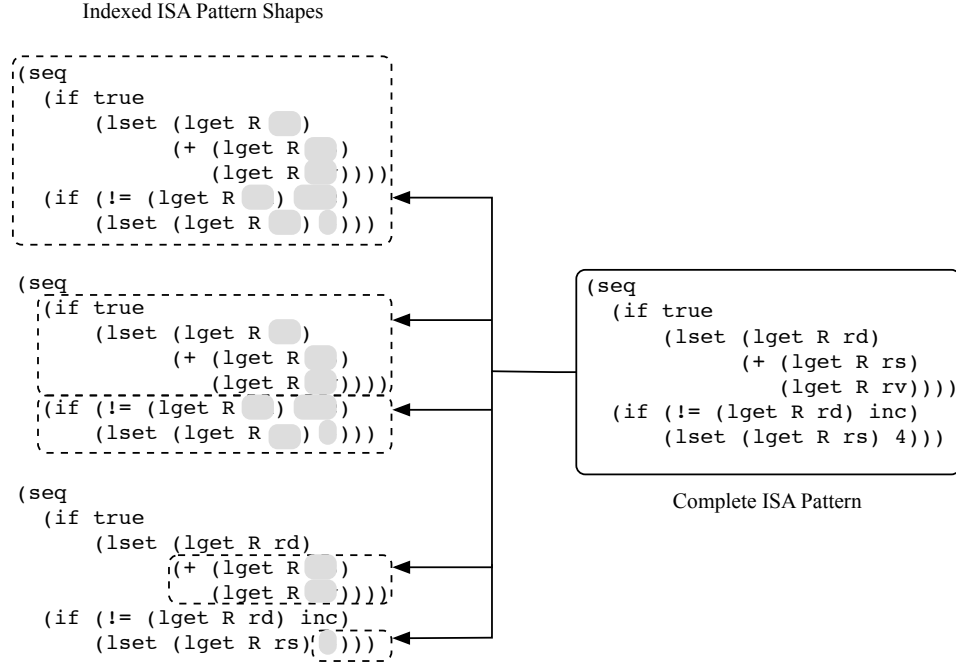 Indexed ISA Pattern Shapes
(seq
(if true
(lset (lget R )
(+ (lget R )
(lget R ))))
(if (!= (lget R ) )
(lset (lget R ) )))
(seq
(if true
(lset (lget R )
(+ (lget R )
(lget R ))))
(if (!= (lget R ) )
(lset (lget R ) )))
(seq
(if true
(lset (lget R rd)
(+ (lget R )
(lget R ))))
(if (!= (lget R rd) inc)
(lset (lget R rs) )))
(seq
(if true
(lset (lget R rd)
(+ (lget R rs)
(lget R rv))))
(if (!= (lget R rd) inc)
(lset (lget R rs) 4)))
Complete ISA Pattern